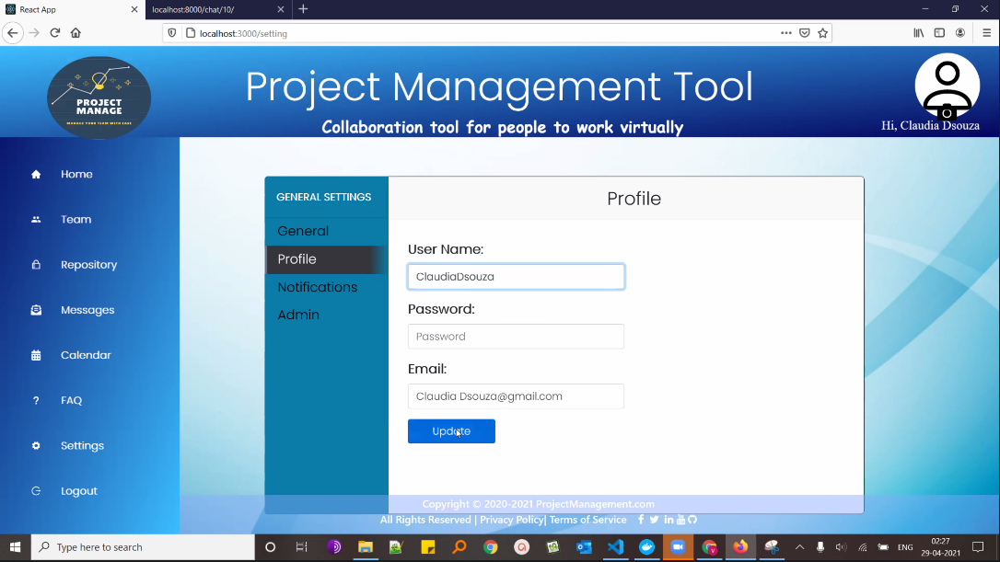 React App
localhost:8000/chat/10/
localhost:3000/setting
PROJECT
MANAGE
MANAGE YOUR TEAM WITH EASE
Project Management Tool
Collaboration tool for people to work virtually
Hi, Claudia Dsouza
Home
Team
Repository
Messages
Calendar
FAQ
Settings
Logout
GENERAL SETTINGS
General
Profile
Notifications
Admin
Profile
User Name:
ClaudiaDsouza
Password:
Password
Email:
Claudia Dsouza@gmail.com
Update
Copyright © 2020-2021 ProjectManagement.com
All Rights Reserved | Privacy Policy| Terms of Service
Type here to search
ENG
02:27
29-04-2021